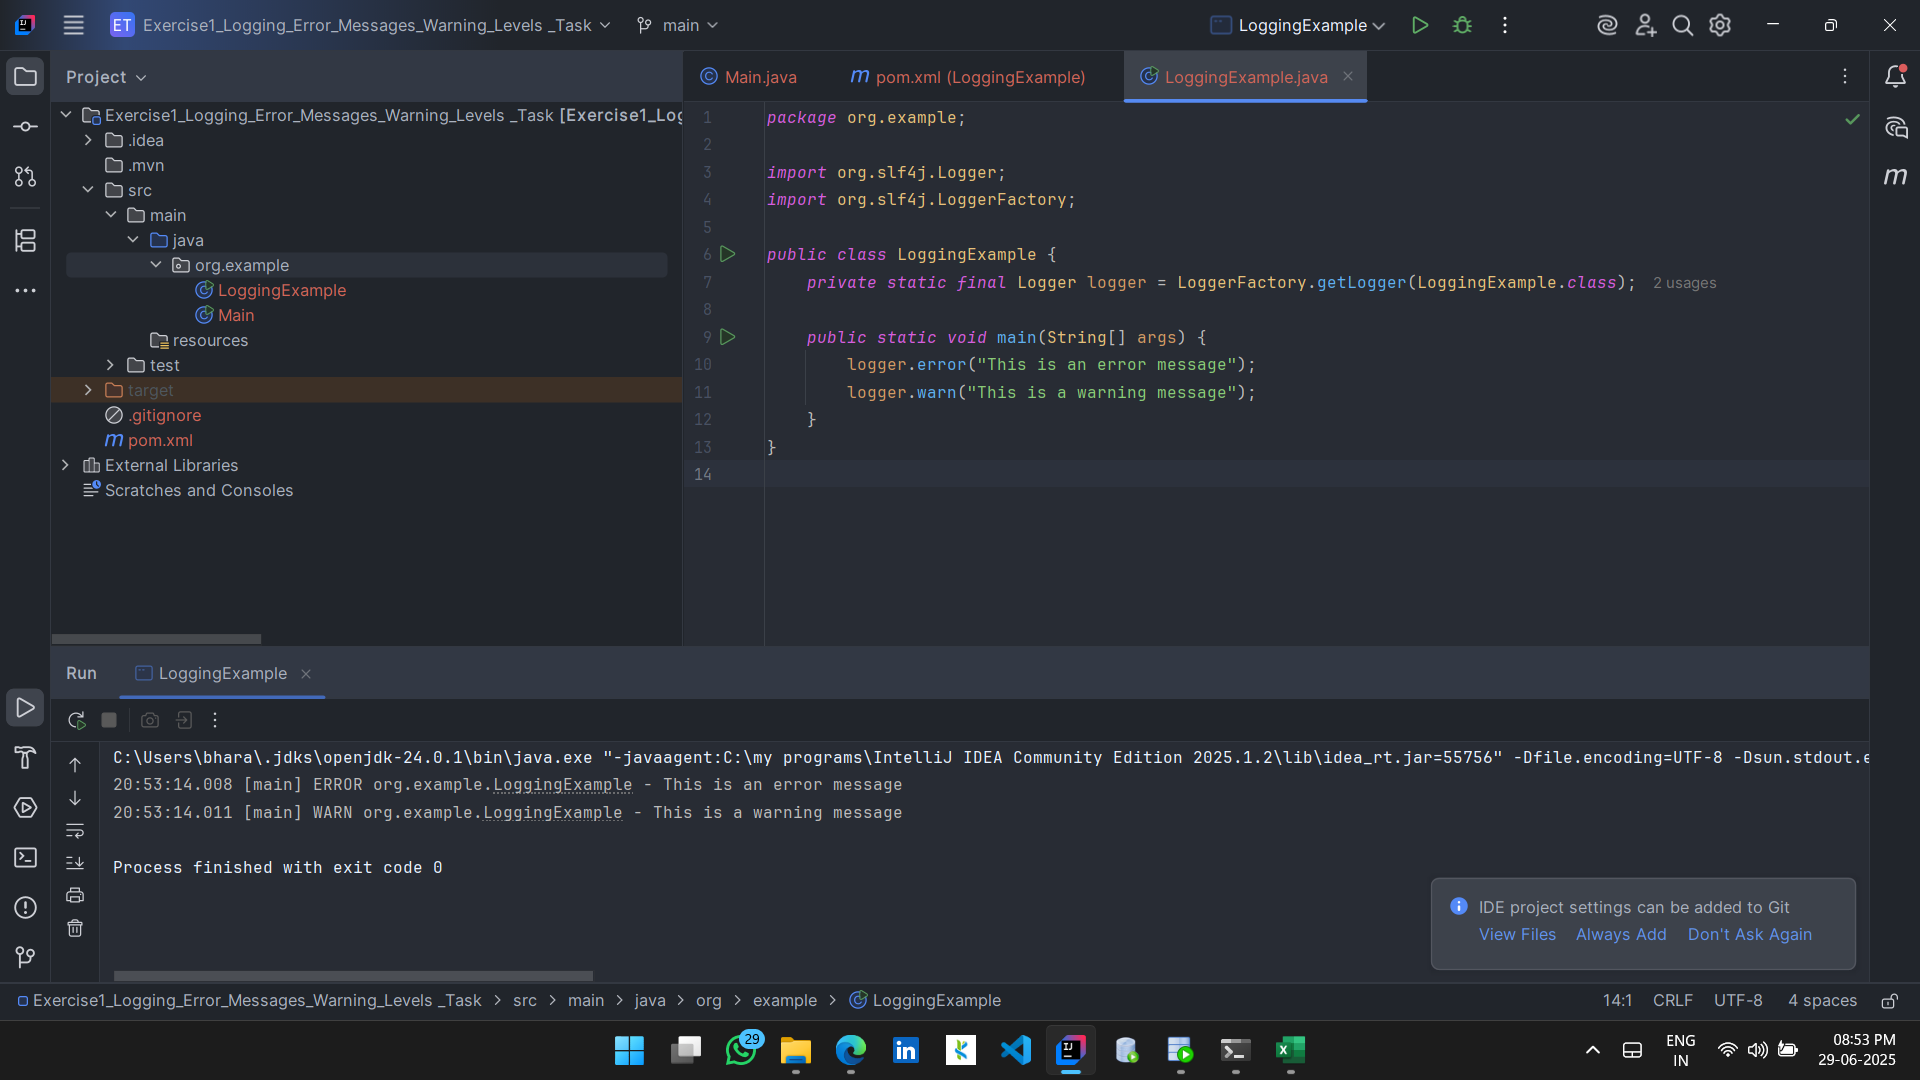 ET Exercise1_Logging_Error_Messages_Warning_Levels _Task main LoggingExample
Project
Exercise1_Logging_Error_Messages_Warning_Levels _Task [Exercise1_Log
.idea
.mvn
src
main
java
org.example
LoggingExample
Main
resources
test
target
.gitignore
m pom.xml
External Libraries
Scratches and Consoles
Main.java m pom.xml (LoggingExample) LoggingExample.java
1 package org.example;
2
3 import org.slf4j.Logger;
4 import org.slf4j.LoggerFactory;
5
6 public class LoggingExample {
7 private static final Logger logger = LoggerFactory.getLogger(LoggingExample.class); 2 usages
8
9 public static void main(String[] args) {
10 logger.error("This is an error message");
11 logger.warn("This is a warning message");
12 }
13 }
14
m
Run LoggingExample
C:\Users\bhara\.jdks\openjdk-24.0.1\bin\java.exe "-javaagent:C:\my programs\IntelliJ IDEA Community Edition 2025.1.2\lib\idea_rt.jar=55756" -Dfile.encoding=UTF-8 -Dsun.stdout.e
20:53:14.008 [main] ERROR org.example.LoggingExample - This is an error message
20:53:14.011 [main] WARN org.example.LoggingExample - This is a warning message
Process finished with exit code 0
IDE project settings can be added to Git
View Files Always Add Don't Ask Again
Exercise1_Logging_Error_Messages_Warning_Levels _Task > src > main > java > org > example > LoggingExample
14:1 CRLF UTF-8 4 spaces
29
ENG
IN
08:53 PM
29-06-2025